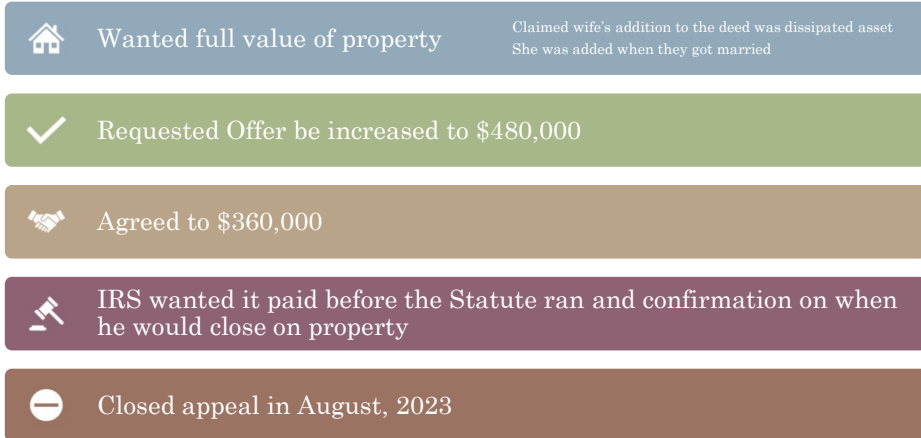 Wanted full value of property
Claimed wife's addition to the deed was dissipated asset
She was added when they got married
Requested Offer be increased to $480,000
Agreed to $360,000
IRS wanted it paid before the Statute ran and confirmation on when
he would close on property
Closed appeal in August, 2023